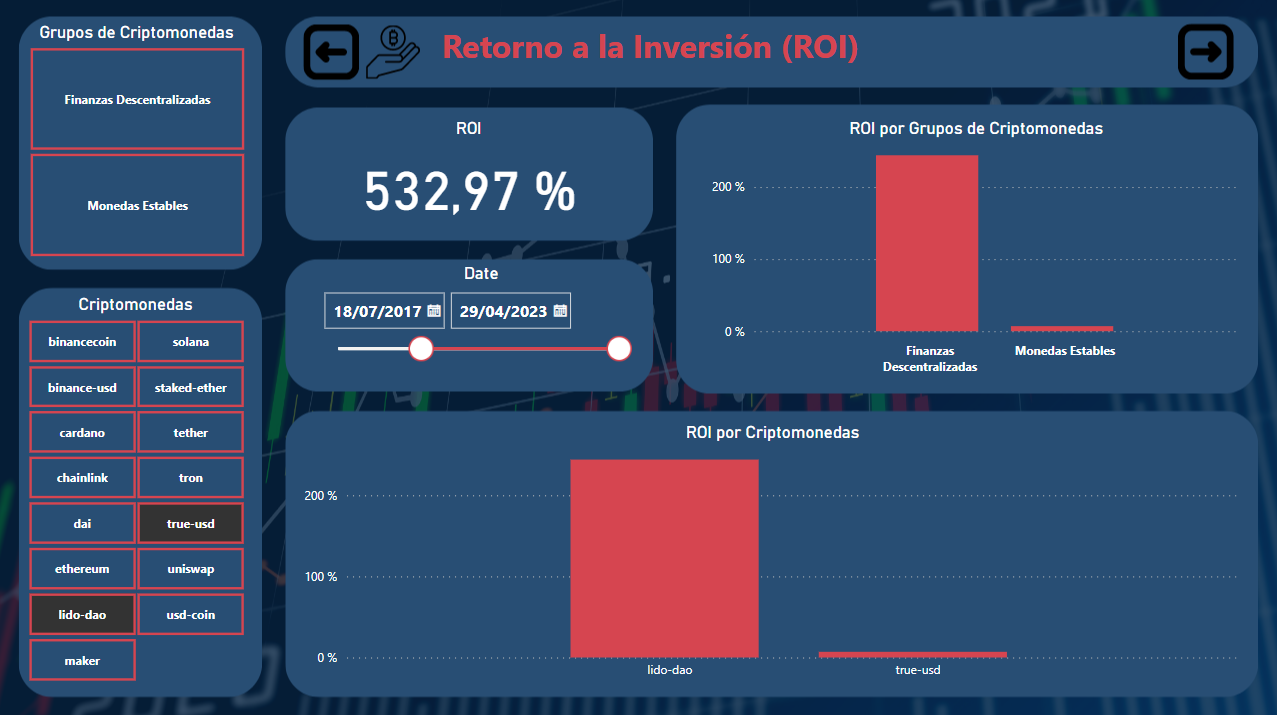 Grupos de Criptomonedas
Finanzas Descentralizadas
Monedas Estables
Criptomonedas
binancecoin
solana
binance-usd
staked-ether
cardano
tether
chainlink
tron
dai
true-usd
ethereum
uniswap
lido-dao
usd-coin
maker
Retorno a la Inversión (ROI)
ROI
532,97 %
Date
18/07/2017
29/04/2023
ROI por Grupos de Criptomonedas
200 %
100 %
0 %
Finanzas
Descentralizadas
Monedas Estables
ROI por Criptomonedas
200 %
100 %
0 %
lido-dao
true-usd